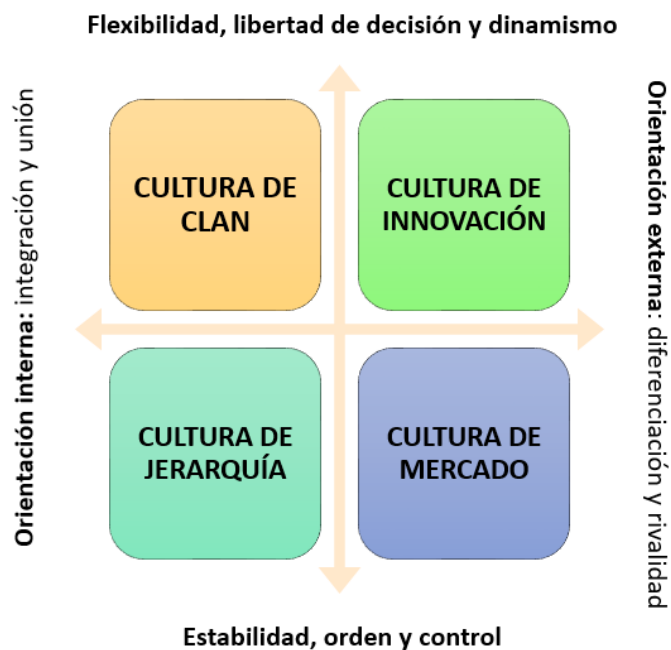 Flexibilidad, libertad de decisión y dinamismo
Orientación interna: integración y unión
CULTURA DE
CLAN
CULTURA DE
INNOVACIÓN
Orientación externa: diferenciación y rivalidad
CULTURA DE
JERARQUÍA
CULTURA DE
MERCADO
Estabilidad, orden y control